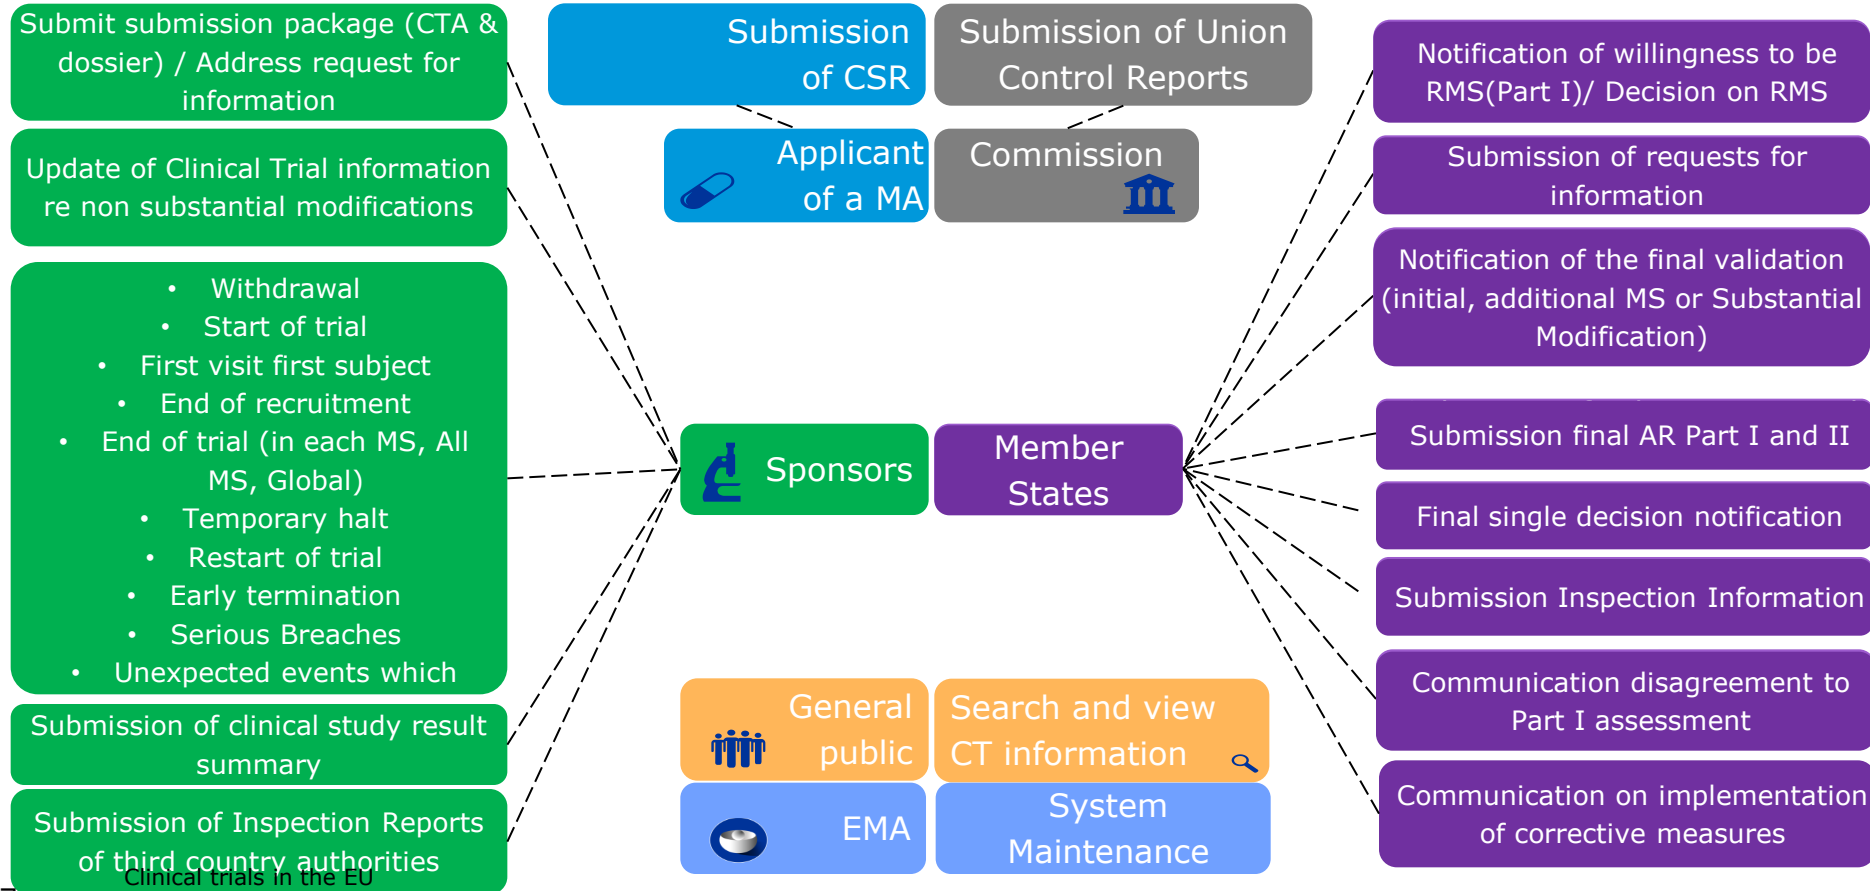 Submit submission package (CTA &
dossier) / Address request for
information
Update of Clinical Trial information
re non substantial modifications
• Withdrawal
• Start of trial
• First visit first subject
• End of recruitment
• End of trial (in each MS, All
MS, Global)
• Temporary halt
• Restart of trial
• Early termination
• Serious Breaches
• Unexpected events which
Submission of clinical study result
summary
Submission of Inspection Reports
of third country authorities
Clinical trials in the EU
Submission
of CSR
Submission of Union
Control Reports
Applicant
of a MA
Commission
Sponsors
Member
States
General
public
Search and view
CT information
EMA
System
Maintenance
Notification of willingness to be
RMS(Part I)/ Decision on RMS
Submission of requests for
information
Notification of the final validation
(initial, additional MS or Substantial
Modification)
Submission final AR Part I and II
Final single decision notification
Submission Inspection Information
Communication disagreement to
Part I assessment
Communication on implementation
of corrective measures